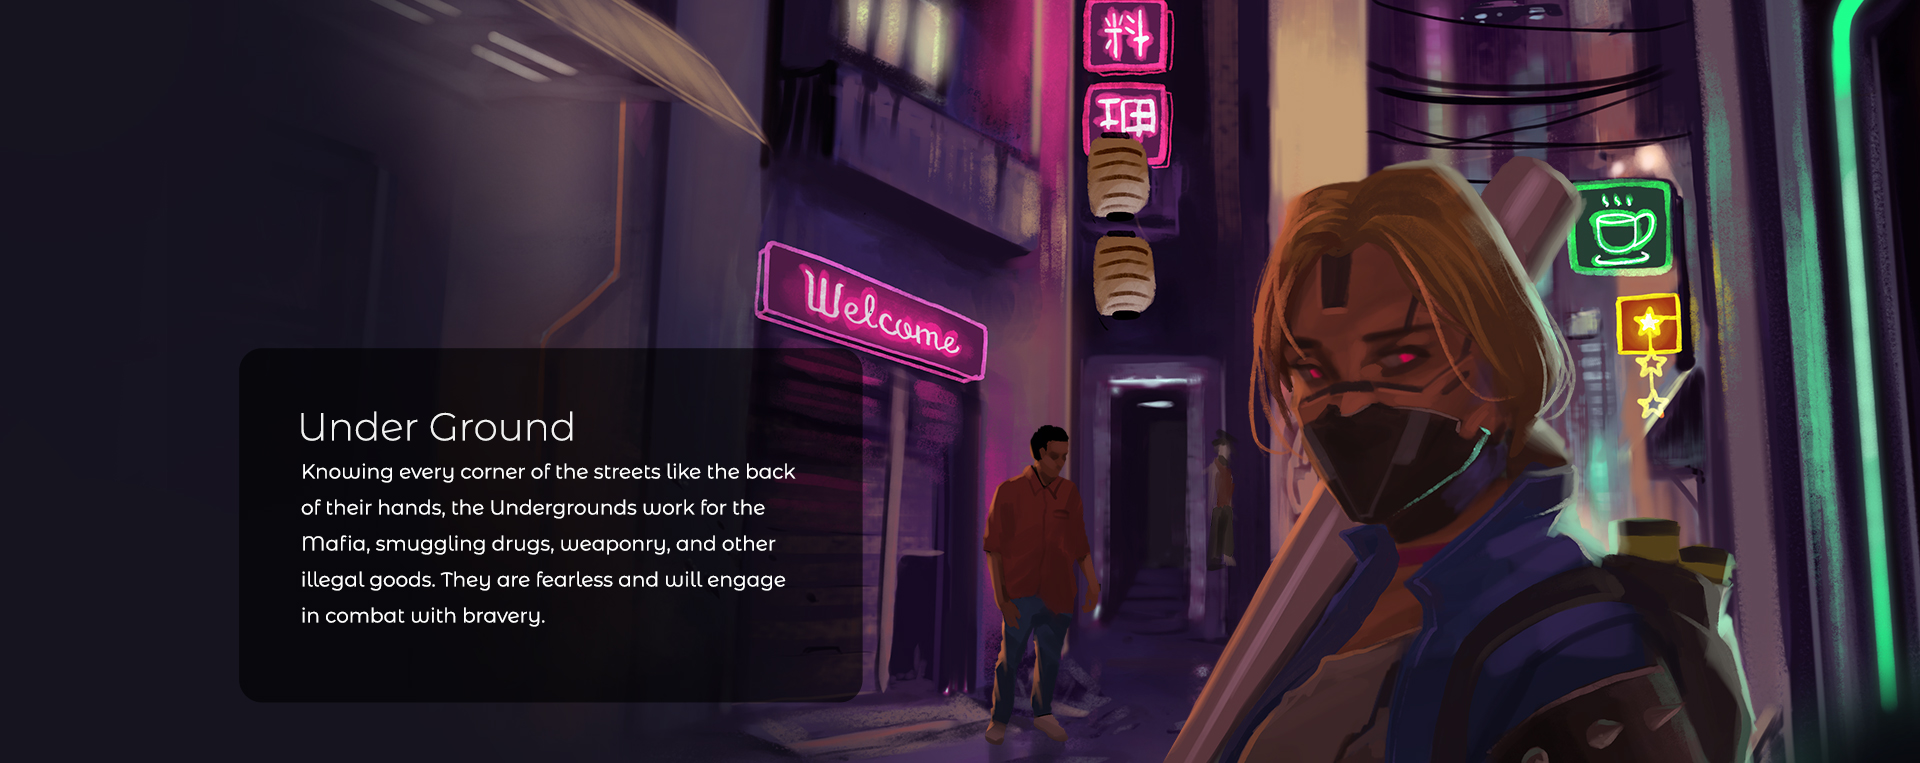 料
理
Welcome
Under Ground
Knowing every corner of the streets like the back
of their hands, the Undergrounds work for the
Mafia, smuggling drugs, weaponry, and other
illegal goods. They are fearless and will engage
in combat with bravery.